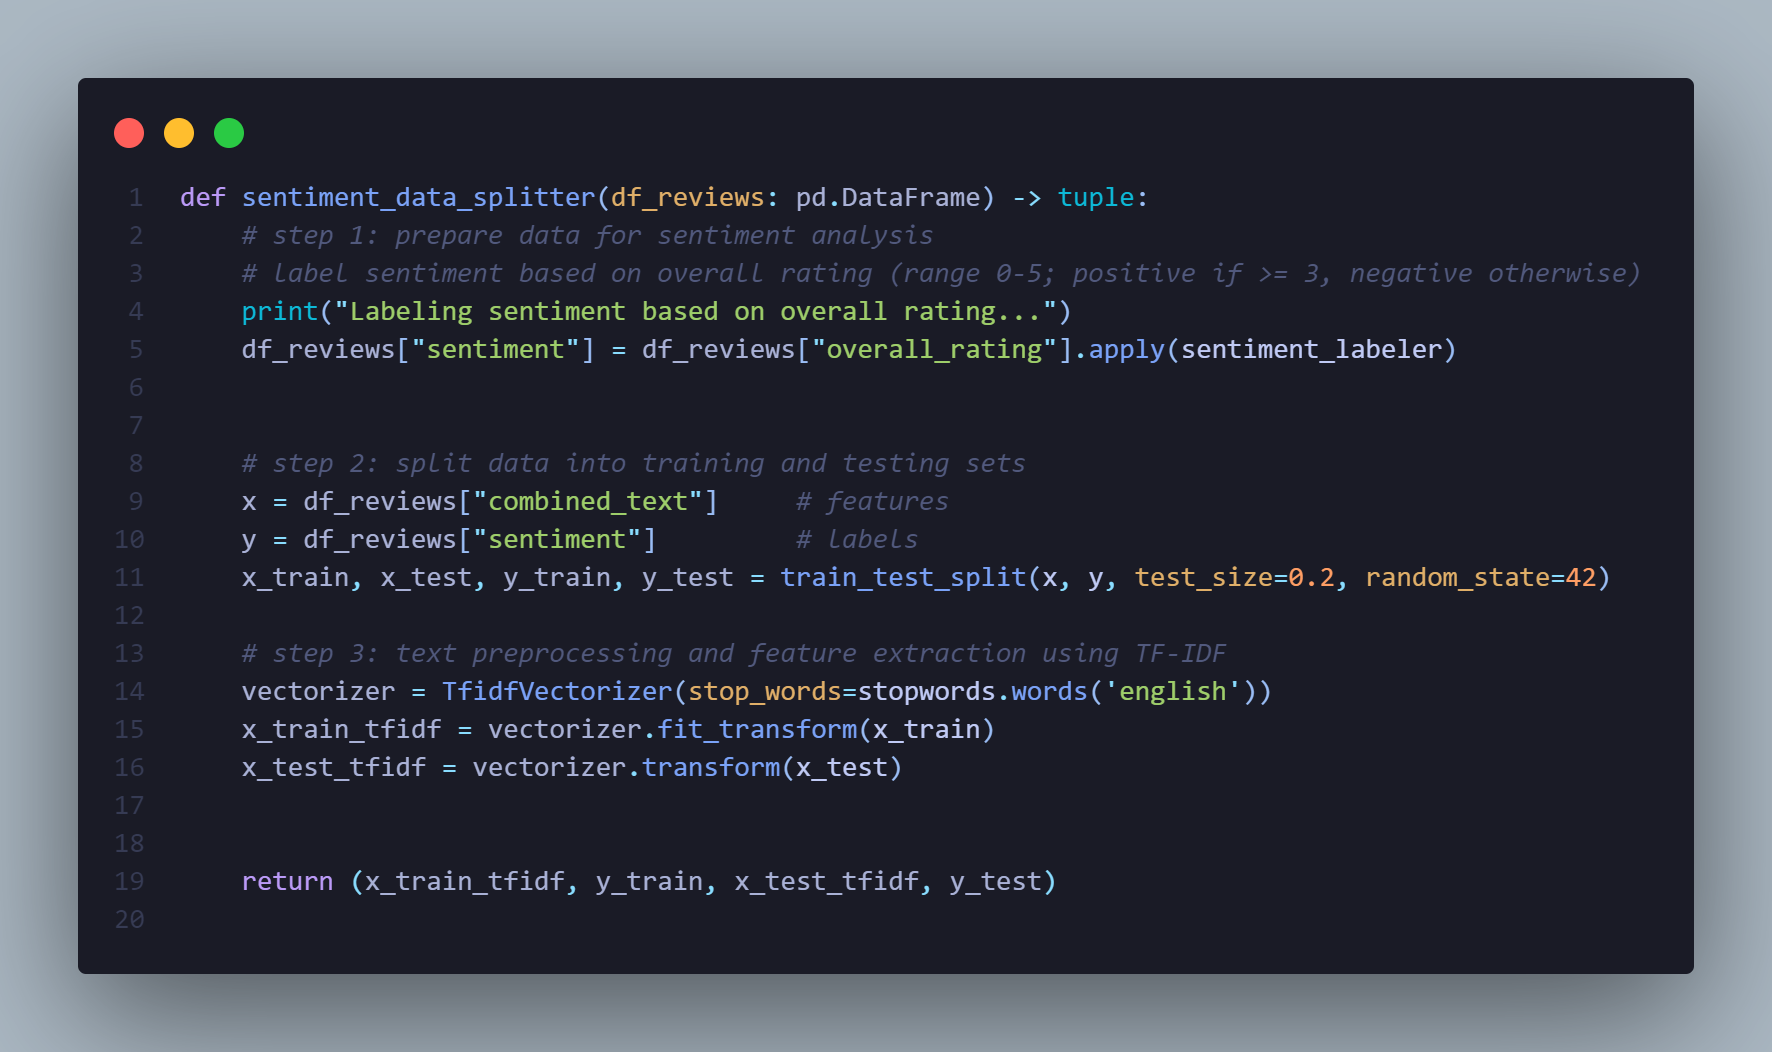 1 def sentiment_data_splitter(df_reviews: pd.DataFrame) -> tuple:
2     # step 1: prepare data for sentiment analysis
3     # label sentiment based on overall rating (range 0-5; positive if >= 3, negative otherwise)
4     print("Labeling sentiment based on overall rating...")
5     df_reviews["sentiment"] = df_reviews["overall_rating"].apply(sentiment_labeler)
6
7
8     # step 2: split data into training and testing sets
9     x = df_reviews["combined_text"]     # features
10     y = df_reviews["sentiment"]         # labels
11     x_train, x_test, y_train, y_test = train_test_split(x, y, test_size=0.2, random_state=42)
12
13     # step 3: text preprocessing and feature extraction using TF-IDF
14     vectorizer = TfidfVectorizer(stop_words=stopwords.words('english'))
15     x_train_tfidf = vectorizer.fit_transform(x_train)
16     x_test_tfidf = vectorizer.transform(x_test)
17
18
19     return (x_train_tfidf, y_train, x_test_tfidf, y_test)
20